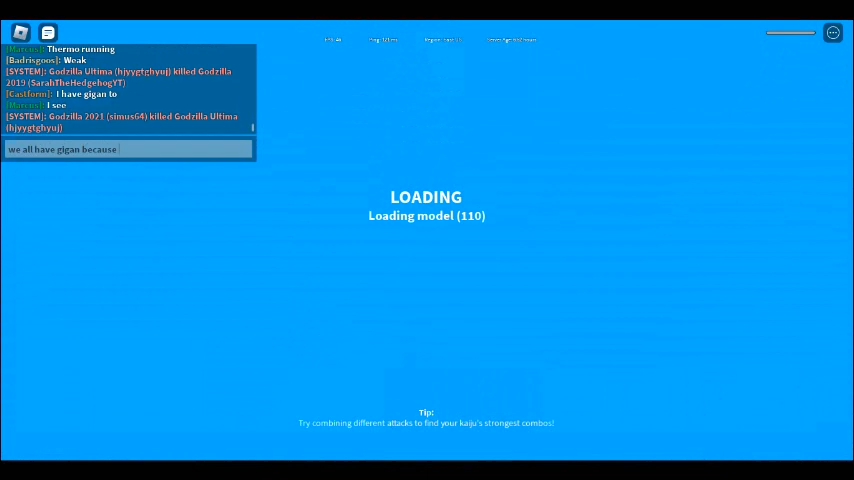 [Marcus]: Thermo running
[Badrisgoos]: Weak
[SYSTEM]: Godzilla Ultima (hjyygtghyuj) killed Godzilla
2019 (SarahTheHedgehogYT)
[Castform]: I have gigan to
[Marcus]: I see
[SYSTEM]: Godzilla 2021 (simus64) killed Godzilla Ultima
(hjyygtghyuj)
we all have gigan because
LOADING
Loading model (110)
Tip:
Try combining different attacks to find your kaiju's strongest combos!